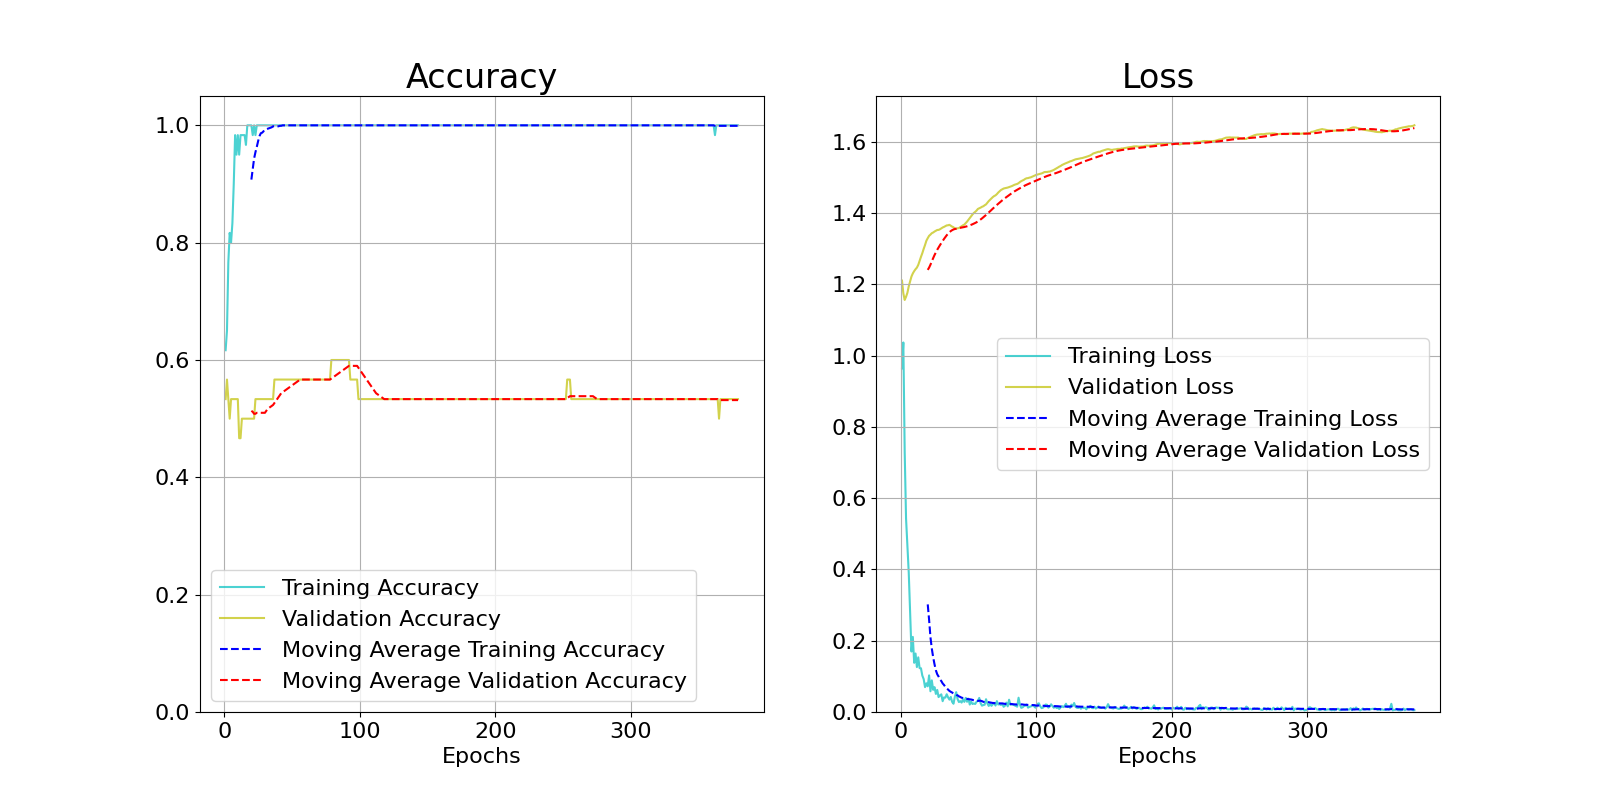 Accuracy
1.0
0.8
0.6
0.4
0.2
0.0
Training Accuracy
Validation Accuracy
Moving Average Training Accuracy
Moving Average Validation Accuracy
0 100 200 300
Epochs
Loss
1.6
1.4
1.2
1.0
0.8
0.6
0.4
0.2
0.0
Training Loss
Validation Loss
Moving Average Training Loss
Moving Average Validation Loss
0 100 200 300
Epochs